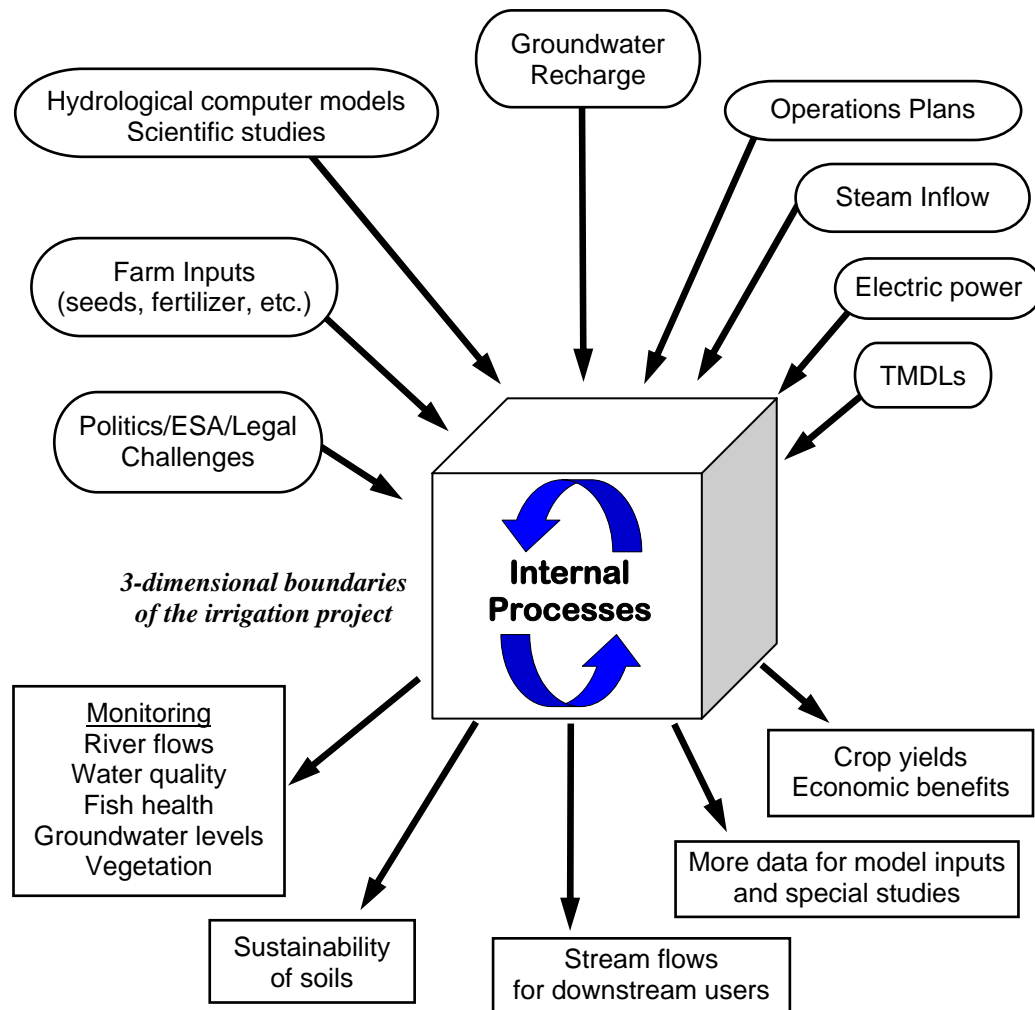 Groundwater
Recharge
Hydrological computer models
Scientific studies
Operations Plans
Steam Inflow
Farm Inputs
(seeds, fertilizer, etc.)
Electric power
TMDLs
Politics/ESA/Legal
Challenges
Internal
Processes
3-dimensional boundaries
of the irrigation project
Monitoring
River flows
Water quality
Fish health
Groundwater levels
Vegetation
Crop yields
Economic benefits
More data for model inputs
and special studies
Sustainability
of soils
Stream flows
for downstream users